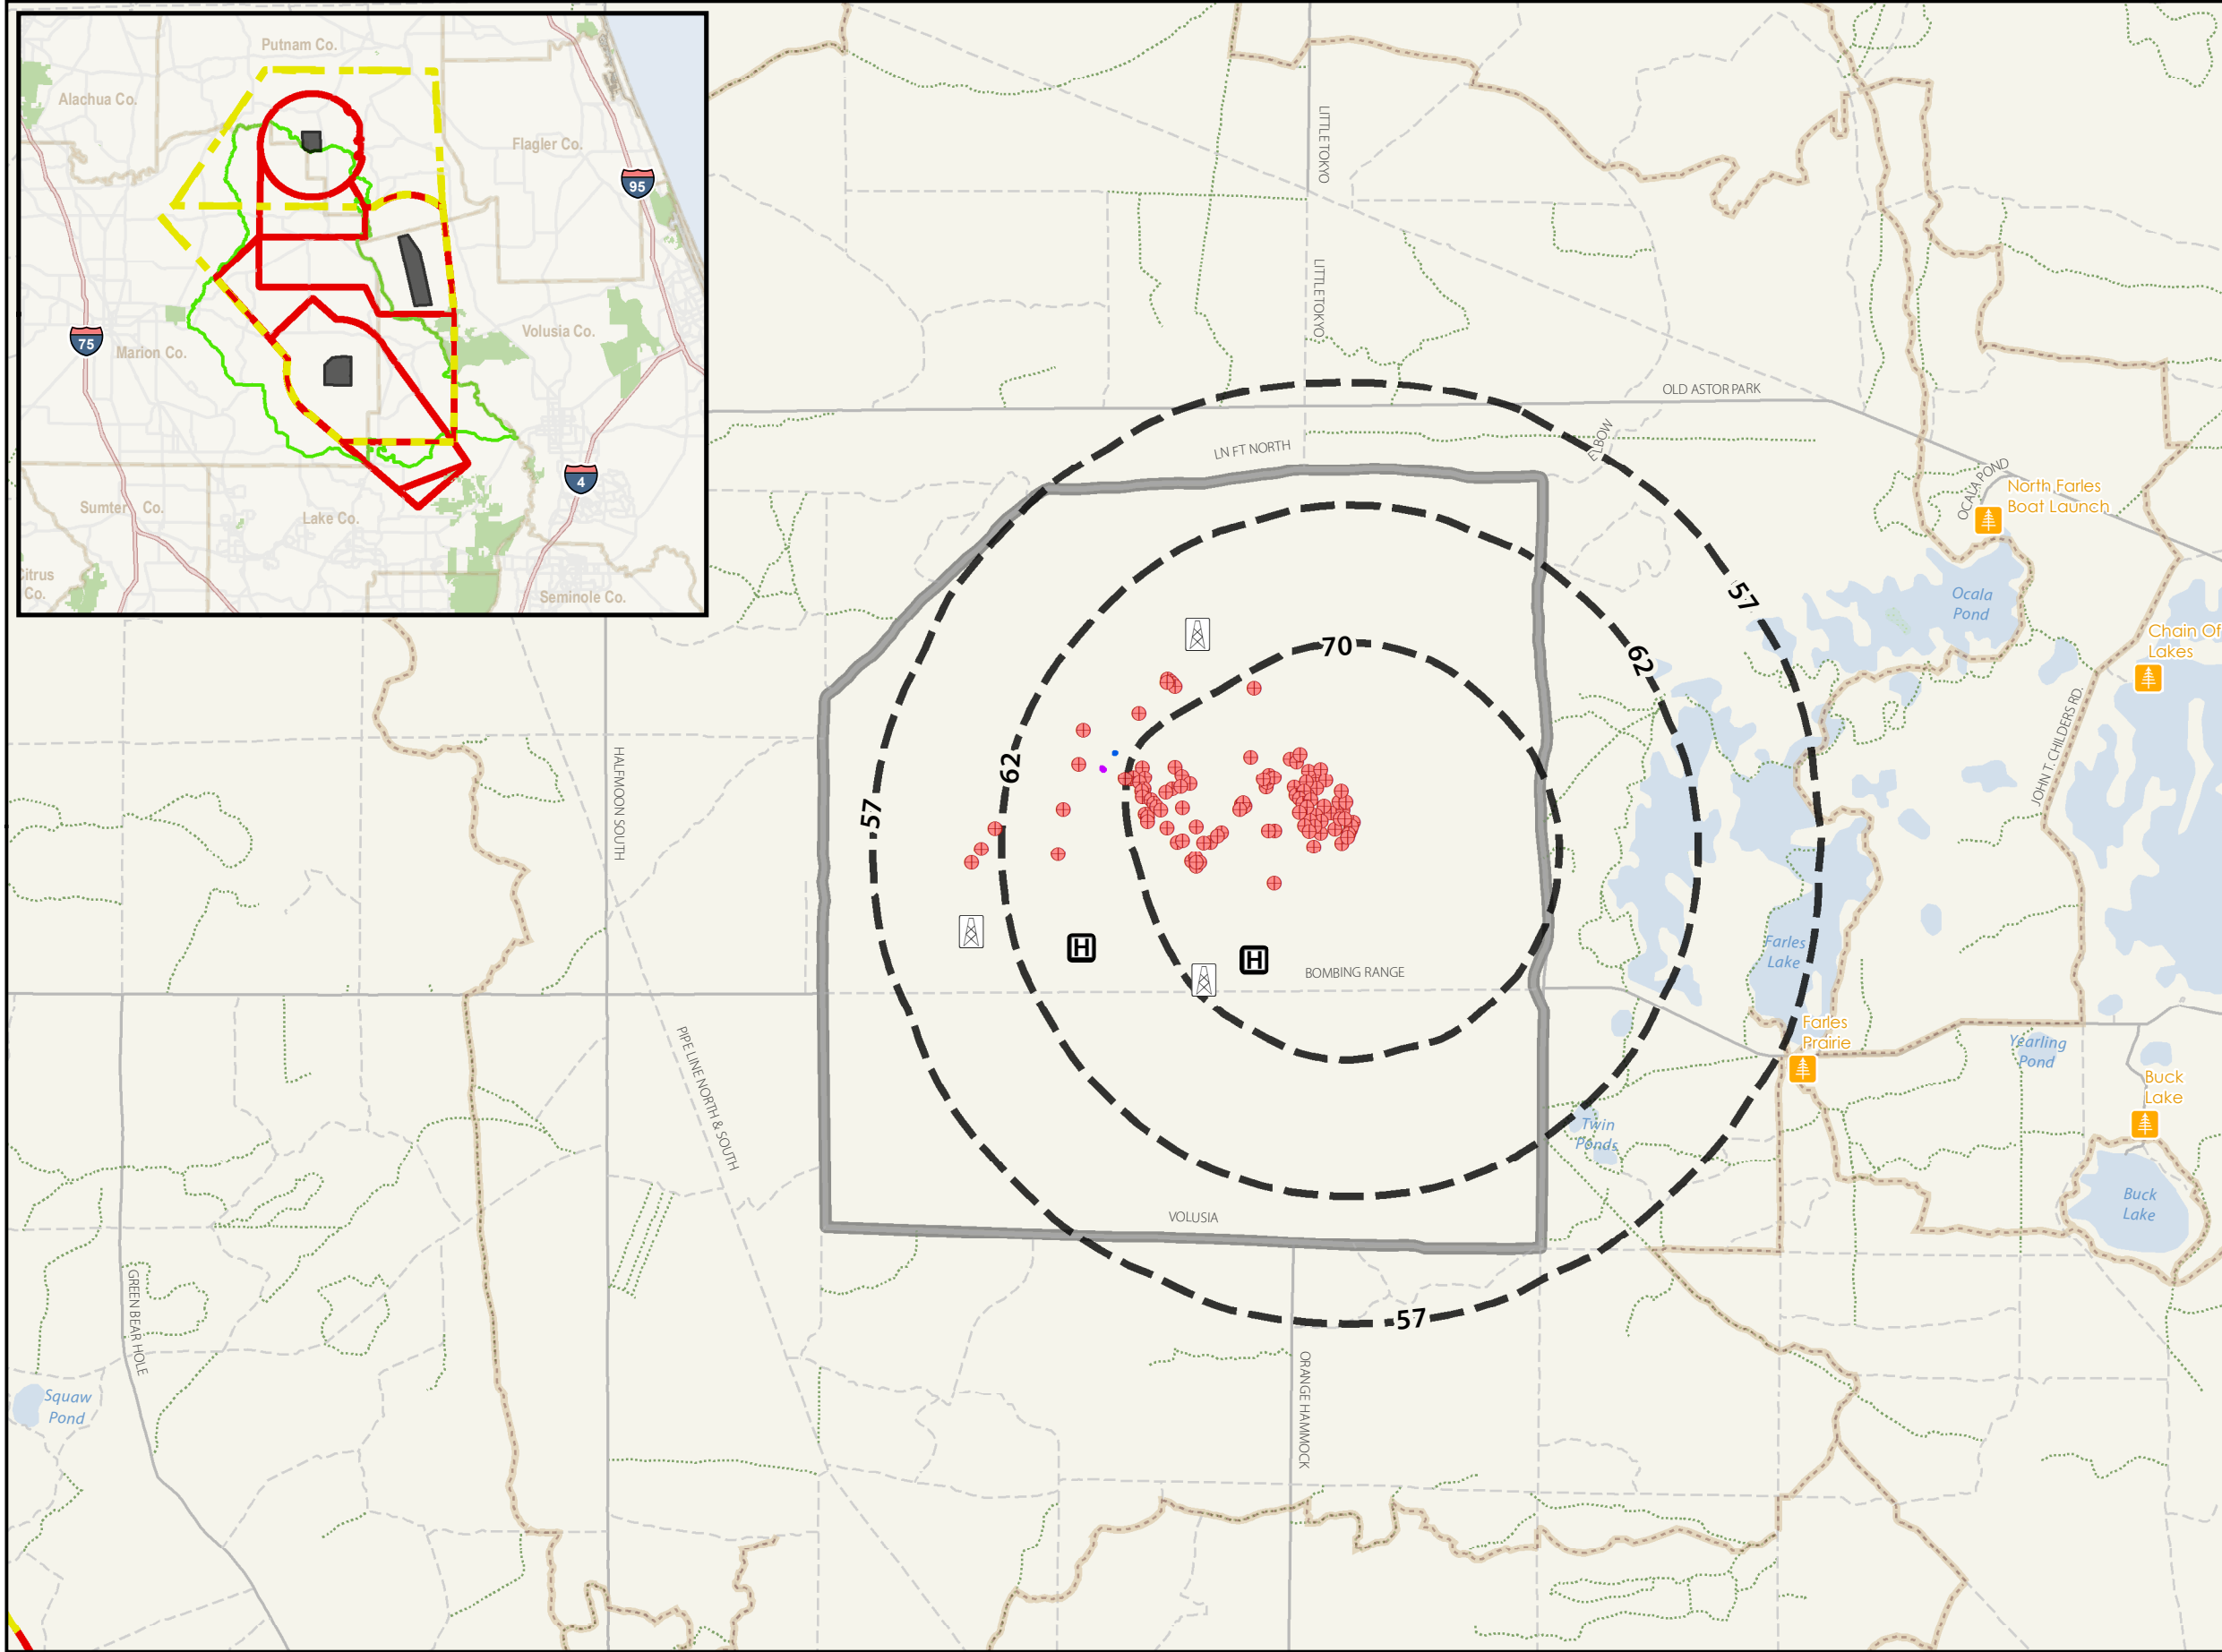 Putnam Co.
Alachua Co.
Flagler Co.
95
Volusia Co.
75
Marion Co.
Sumter Co.
Lake Co.
4
Citrus
Co.
Seminole Co.
LITTLE TOKYO
LITTLE TOKYO
OLD ASTOR PARK
LN FT NORTH
ELBOW
OCALA POND
North Farles
Boat Launch
Ocala
Pond
Chain Of
Lakes
57
62
70
JOHN T. CHILDERS RD.
HALFMOON SOUTH
62
57
H
H
BOMBING RANGE
Farles
Lake
Farles
Prairie
Yearling
Pond
PIPE LINE NORTH & SOUTH
Buck
Lake
Twin
Ponds
Buck
Lake
VOLUSIA
GREEN BEAR HOLE
57
ORANGE HAMMOCK
Squaw
Pond